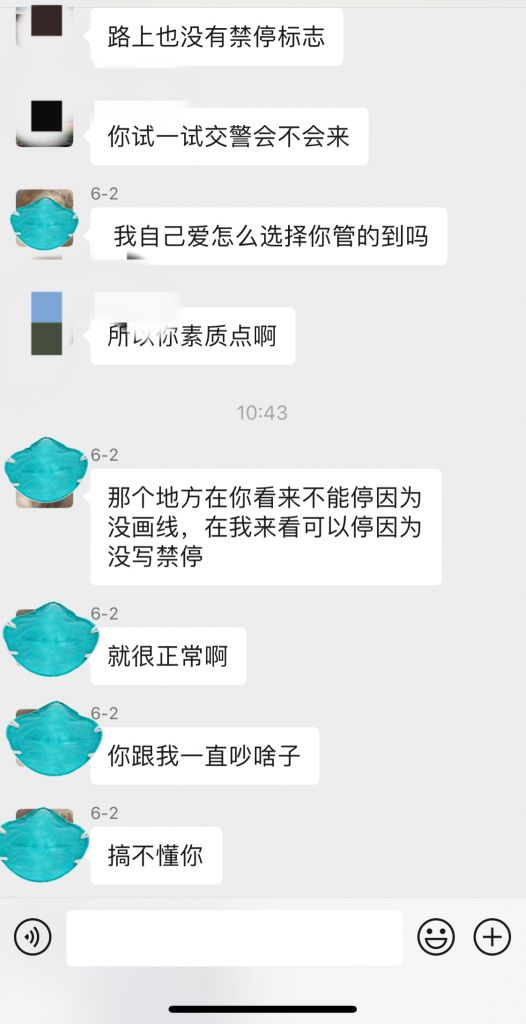 路上也没有禁停标志
你试一试交警会不会来
6-2
我自己爱怎么选择你管的到吗
所以你素质点啊
10:43
6-2
那个地方在你看来不能停因为
没画线，在我来看可以停因为
没写禁停
6-2
就很正常啊
6-2
你跟我一直吵啥子
6-2
搞不懂你